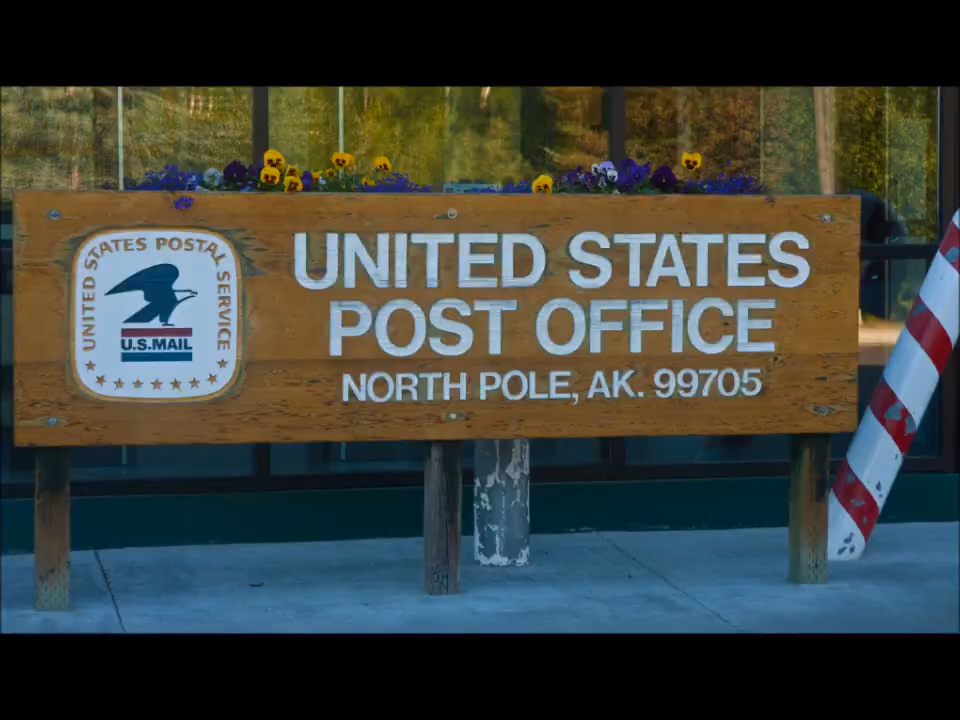 UNITED STATES POSTAL SERVICE
U.S.MAIL
UNITED STATES
POST OFFICE
NORTH POLE, AK. 99705